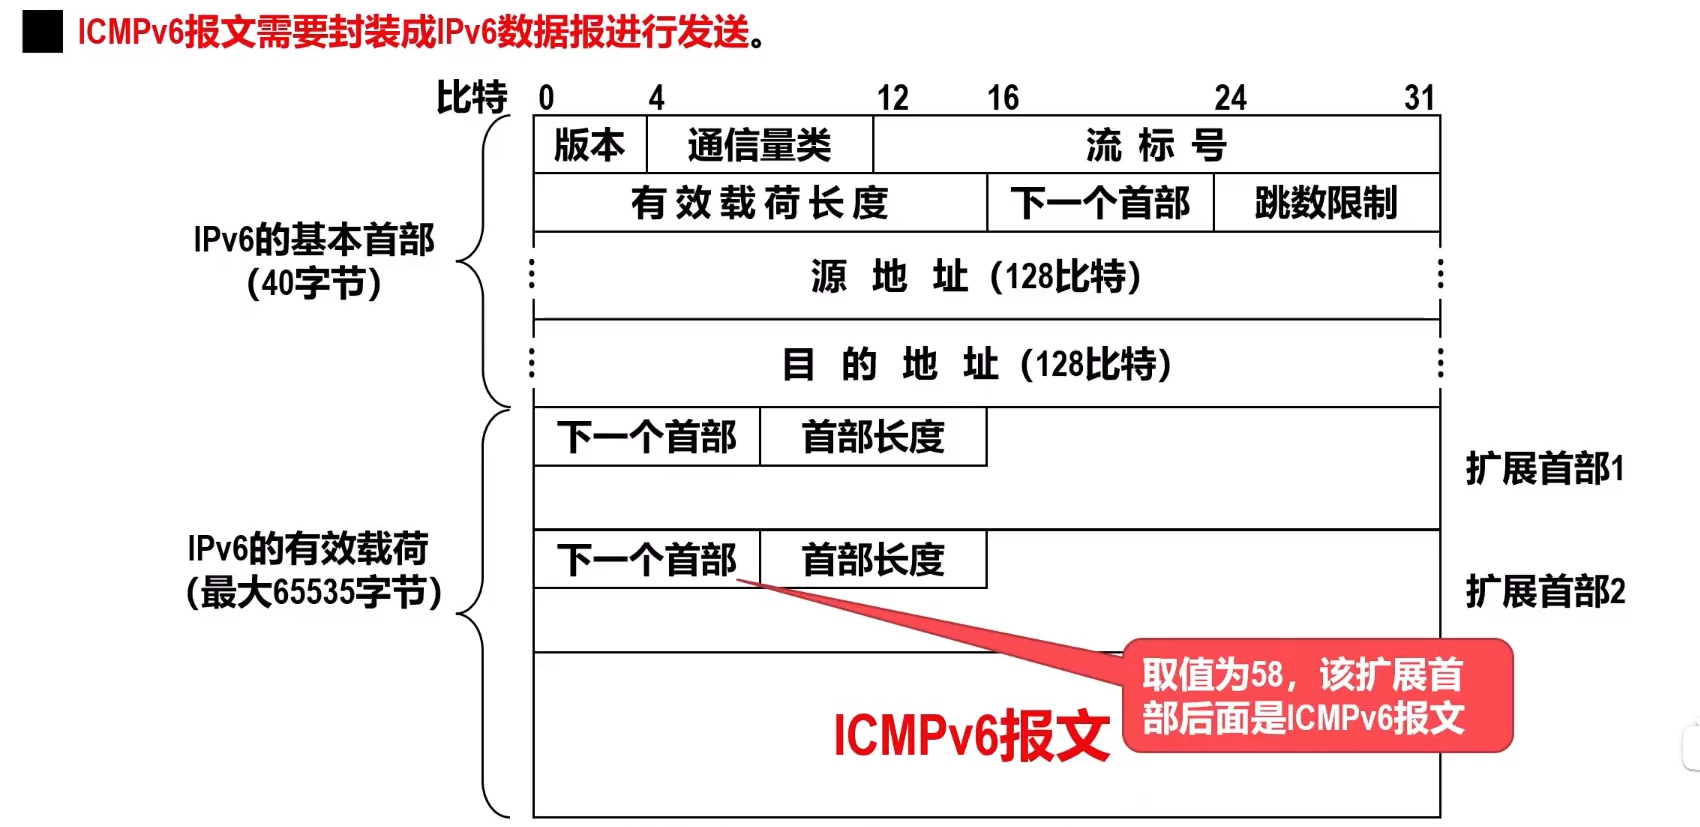 ICMPv6报文需要封装成IPv6数据报进行发送。
比特 0 4 12 16 24 31
版本 通信量类 流标号
有效载荷长度 下一个首部 跳数限制
IPv6的基本首部
(40字节)
源地址(128比特)
目的地址(128比特)
下一个首部 首部长度
扩展首部1
IPv6的有效载荷
(最大65535字节)
下一个首部 首部长度
扩展首部2
取值为58，该扩展首
部后面是ICMPv6报文
ICMPv6报文